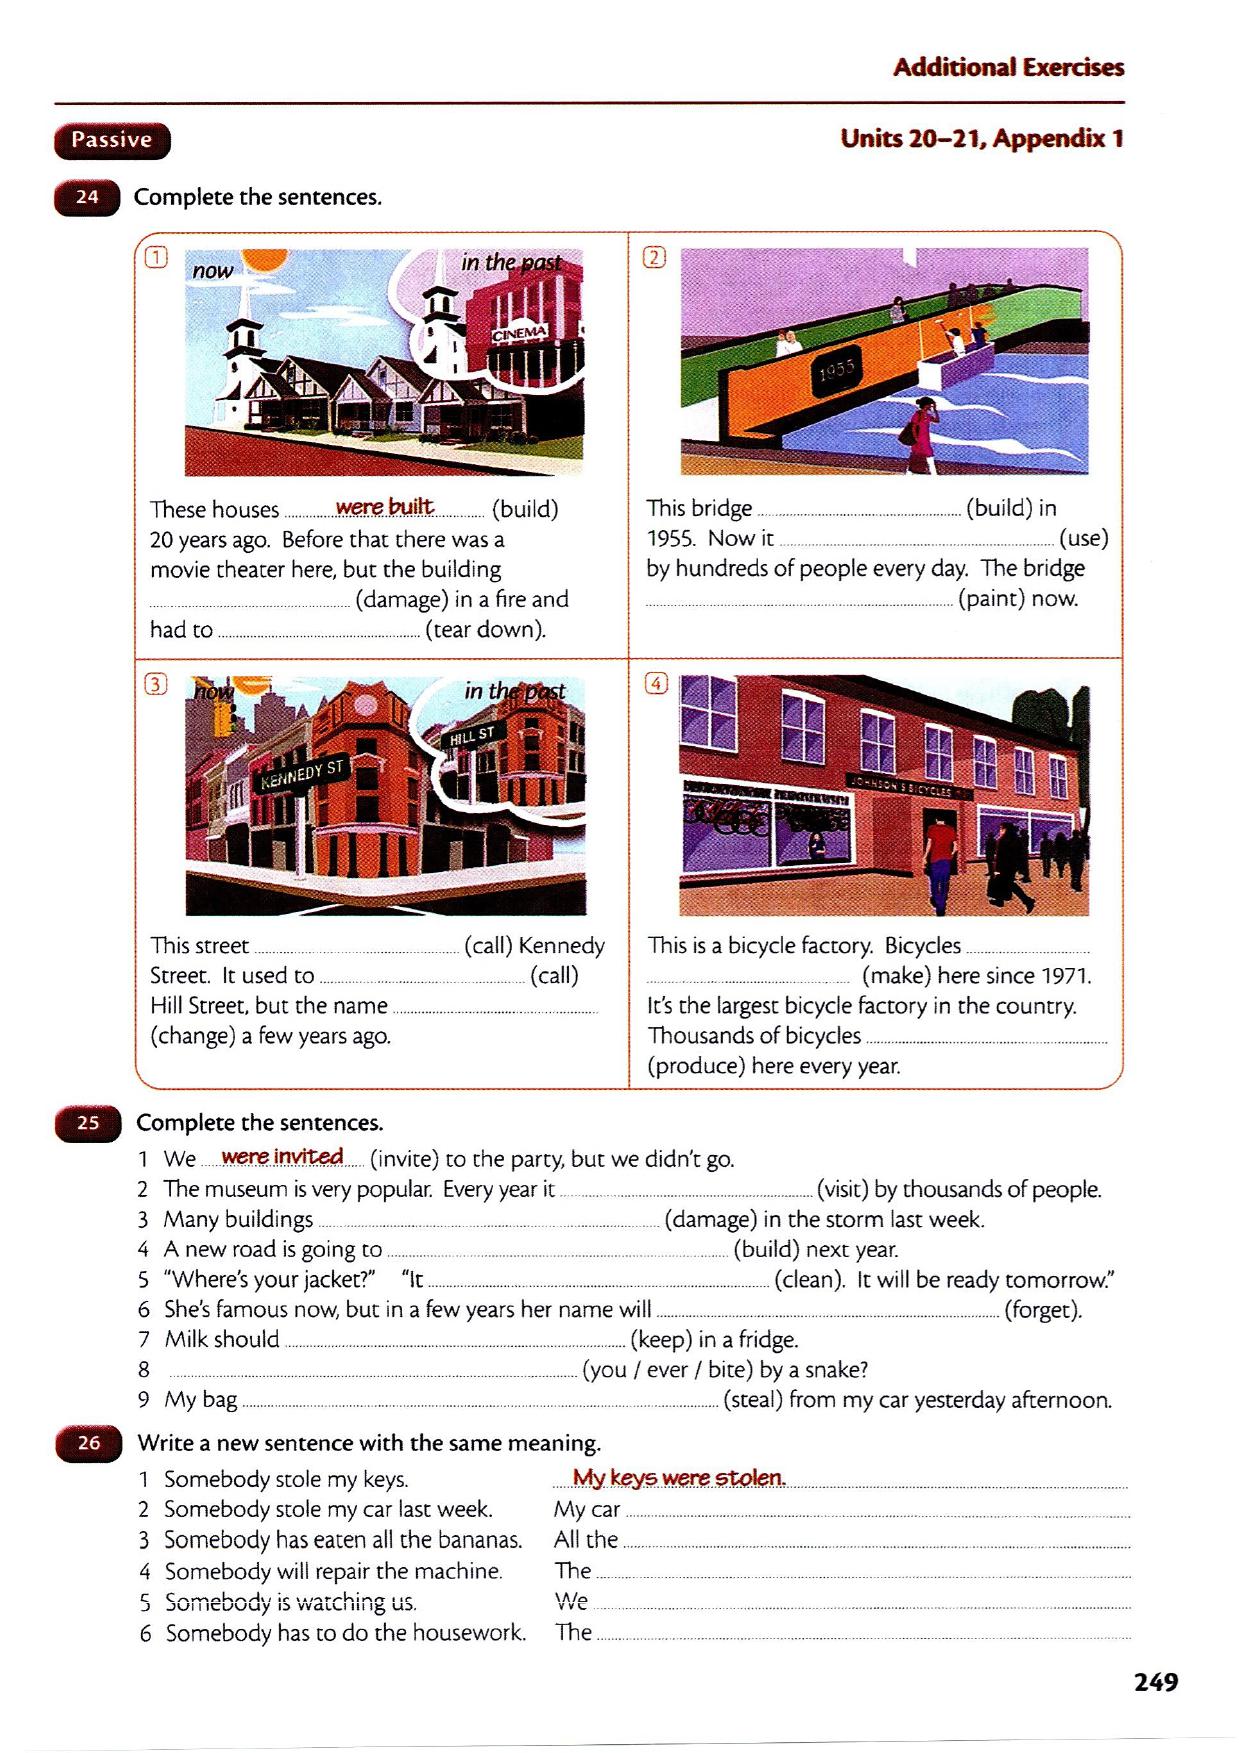 Additional Exercises
Passive
Units 20–21, Appendix 1
24 Complete the sentences.
1
now
in the past
CINEMA
These houses were built (build)
20 years ago. Before that there was a
movie theater here, but the building
(damage) in a fire and
had to (tear down).
2
1955
This bridge (build) in
1955. Now it (use)
by hundreds of people every day. The bridge
(paint) now.
3
now
in the past
KENNEDY ST
HILL ST
This street (call) Kennedy
Street. It used to (call)
Hill Street, but the name
(change) a few years ago.
4
JOHNSON'S BICYCLES
This is a bicycle factory. Bicycles
(make) here since 1971.
It's the largest bicycle factory in the country.
Thousands of bicycles
(produce) here every year.
25 Complete the sentences.
1 We were invited (invite) to the party, but we didn't go.
2 The museum is very popular. Every year it (visit) by thousands of people.
3 Many buildings (damage) in the storm last week.
4 A new road is going to (build) next year.
5 "Where's your jacket?" "It (clean). It will be ready tomorrow."
6 She's famous now, but in a few years her name will (forget).
7 Milk should (keep) in a fridge.
8 (you / ever / bite) by a snake?
9 My bag (steal) from my car yesterday afternoon.
26 Write a new sentence with the same meaning.
1 Somebody stole my keys. My keys were stolen.
2 Somebody stole my car last week. My car
3 Somebody has eaten all the bananas. All the
4 Somebody will repair the machine. The
5 Somebody is watching us. We
6 Somebody has to do the housework. The
249